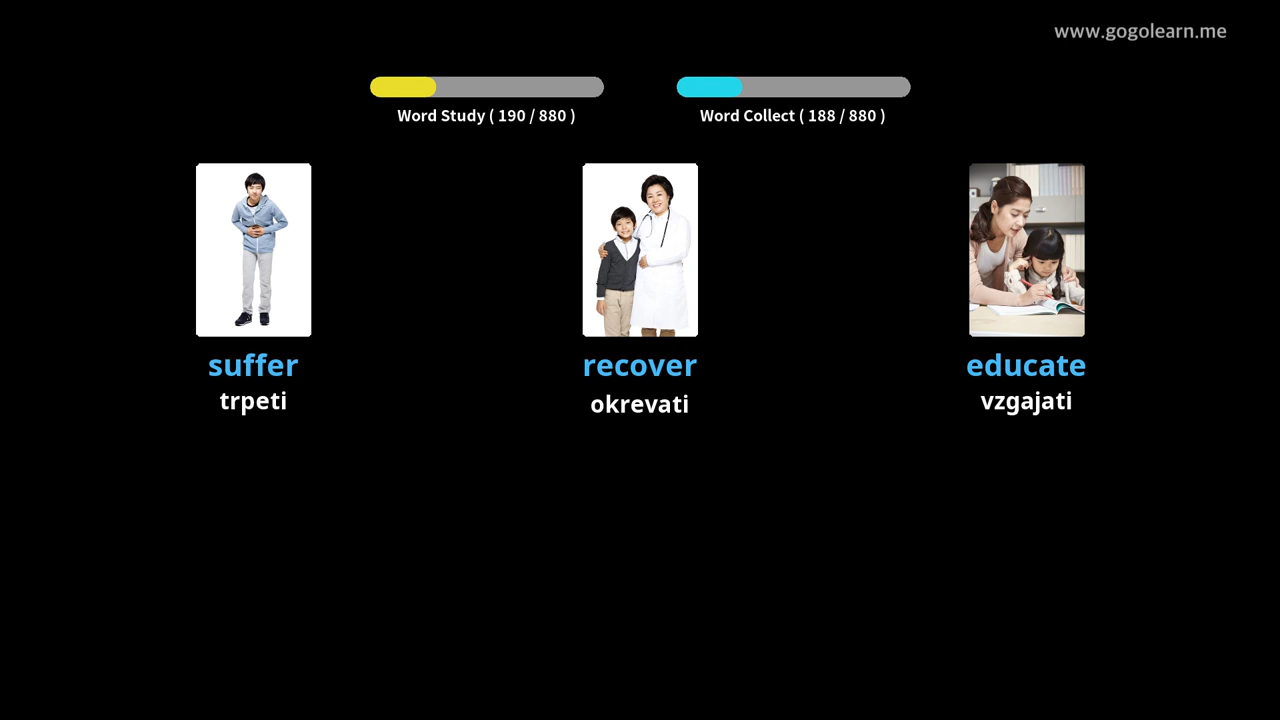 www.gogolearn.me
Word Study ( 190 / 880 )
Word Collect ( 188 / 880 )
suffer
trpeti
recover
okrevati
educate
vzgajati